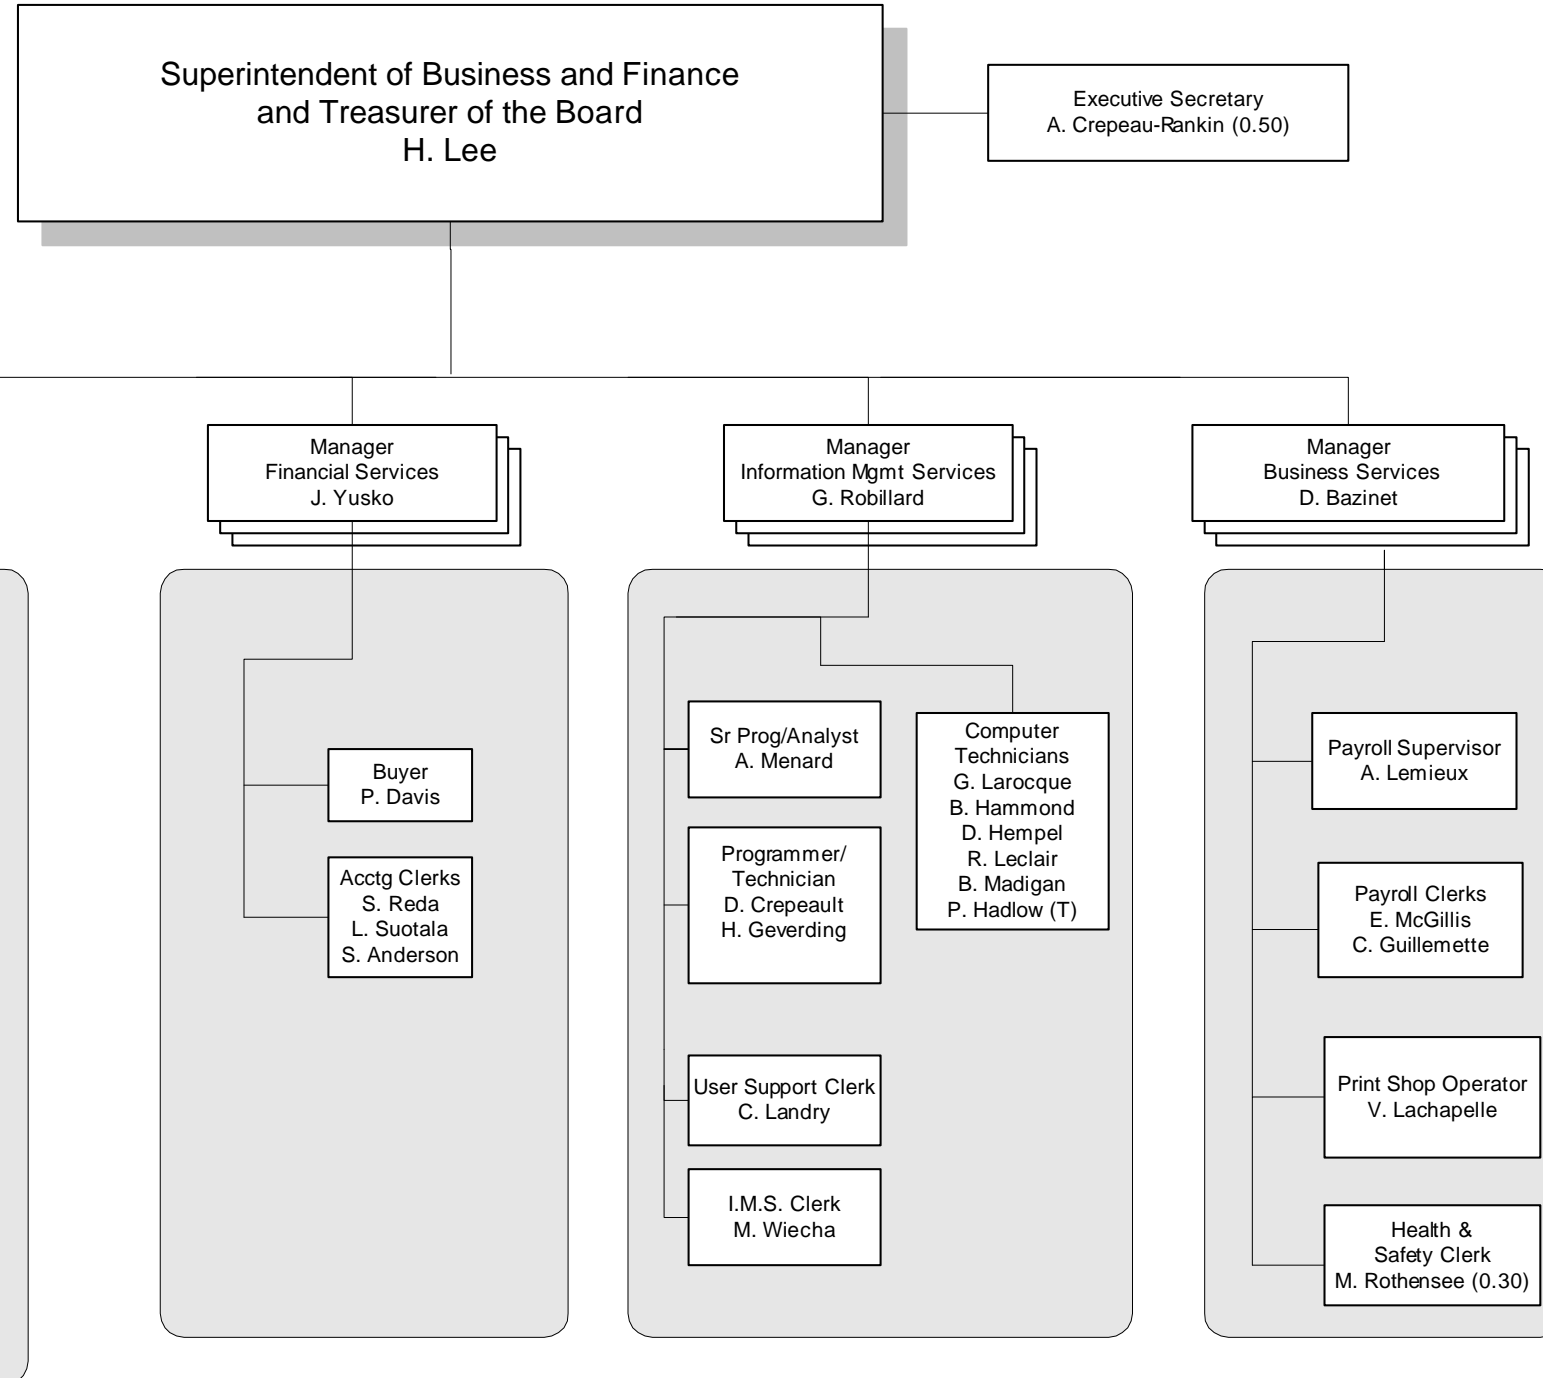 Superintendent of Business and Finance
and Treasurer of the Board
H. Lee
Executive Secretary
A. Crepeau-Rankin (0.50)
Manager
Financial Services
J. Yusko
Manager
Information Mgmt Services
G. Robillard
Manager
Business Services
D. Bazinet
Buyer
P. Davis
Acctg Clerks
S. Reda
L. Suotala
S. Anderson
Sr Prog/Analyst
A. Menard
Programmer/
Technician
D. Crepeault
H. Geverding
User Support Clerk
C. Landry
I.M.S. Clerk
M. Wiecha
Computer
Technicians
G. Larocque
B. Hammond
D. Hempel
R. Leclair
B. Madigan
P. Hadlow (T)
Payroll Supervisor
A. Lemieux
Payroll Clerks
E. McGillis
C. Guillemette
Print Shop Operator
V. Lachapelle
Health &
Safety Clerk
M. Rothensee (0.30)